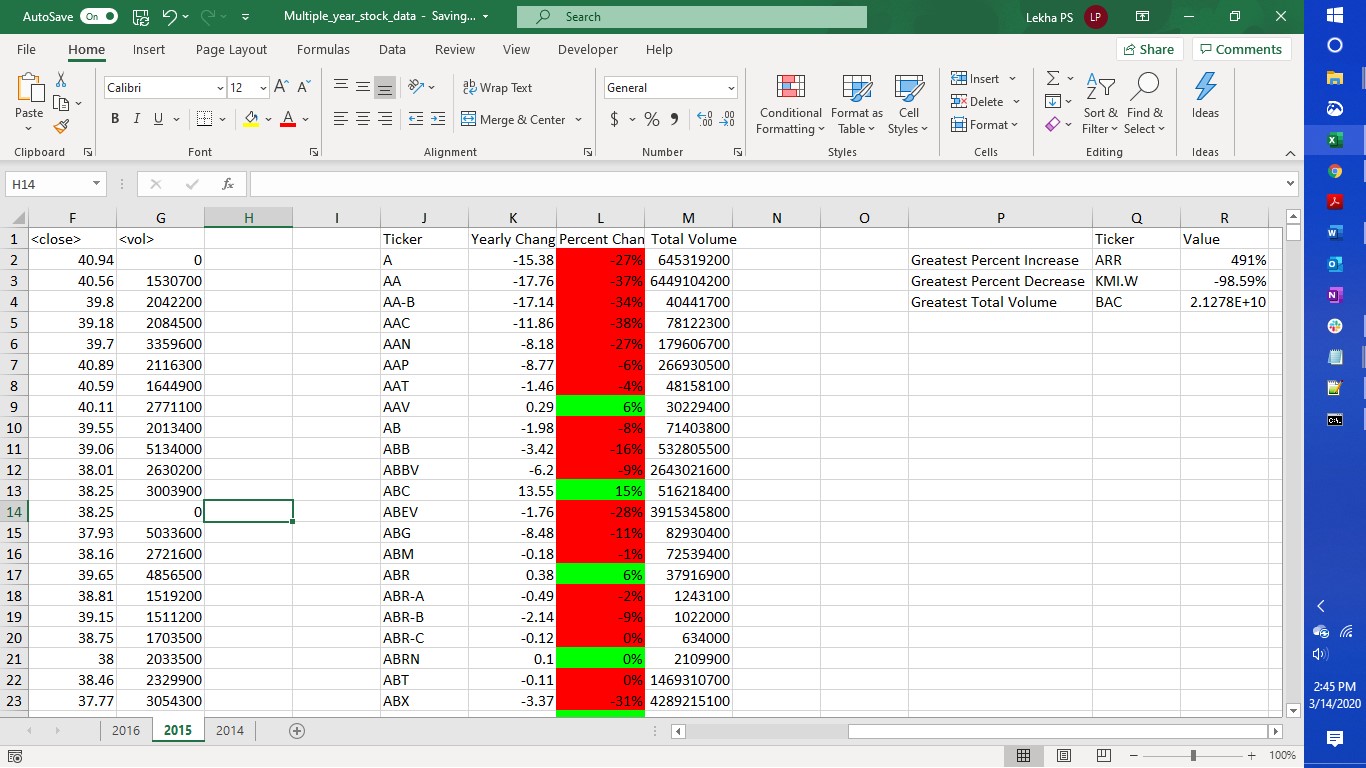 AutoSave On Multiple_year_stock_data - Saving... Search Lekha PS LP
File Home Insert Page Layout Formulas Data Review View Developer Help Share Comments
Paste Calibri 12 A A ab Wrap Text General Conditional Formatting Format as Table Cell Styles Insert Sort & Filter Find & Select Ideas
Delete
B I U A Merge & Center $ % Format
Clipboard Font Alignment Number Styles Cells Editing Ideas
H14 fx
F G H I J K L M N O P Q R
1 <close> <vol> Ticker Yearly Chang Percent Chan Total Volume Ticker Value
2 40.94 0 A -15.38 -27% 645319200 Greatest Percent Increase ARR 491%
3 40.56 1530700 AA -17.76 -37% 6449104200 Greatest Percent Decrease KMI.W -98.59%
4 39.8 2042200 AA-B -17.14 -34% 40441700 Greatest Total Volume BAC 2.1278E+10
5 39.18 2084500 AAC -11.86 -38% 78122300
6 39.7 3359600 AAN -8.18 -27% 179606700
7 40.89 2116300 AAP -8.77 -6% 266930500
8 40.59 1644900 AAT -1.46 -4% 48158100
9 40.11 2771100 AAV 0.29 6% 30229400
10 39.55 2013400 AB -1.98 -8% 71403800
11 39.06 5134000 ABB -3.42 -16% 532805500
12 38.01 2630200 ABBV -6.2 -9% 2643021600
13 38.25 3003900 ABC 13.55 15% 516218400
14 38.25 0 ABEV -1.76 -28% 3915345800
15 37.93 5033600 ABG -8.48 -11% 82930400
16 38.16 2721600 ABM -0.18 -1% 72539400
17 39.65 4856500 ABR 0.38 6% 37916900
18 38.81 1519200 ABR-A -0.49 -2% 1243100
19 39.15 1511200 ABR-B -2.14 -9% 1022000
20 38.75 1703500 ABR-C -0.12 0% 634000
21 38 2033500 ABRN 0.1 0% 2109900
22 38.46 2329900 ABT -0.11 0% 1469310700
23 37.77 3054300 ABX -3.37 -31% 4289215100
2016 2015 2014
100%
2:45 PM
3/14/2020